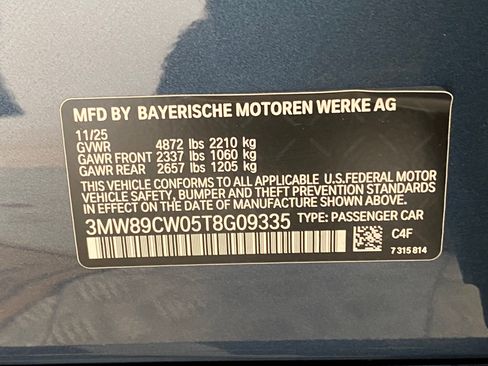 MFD BY BAYERISCHE MOTOREN WERKE AG
11/25
GVWR 4872 lbs 2210 kg
GAWR FRONT 2337 lbs 1060 kg
GAWR REAR 2657 lbs 1205 kg
THIS VEHICLE CONFORMS TO ALL APPLICABLE U.S.FEDERAL MOTOR
VEHICLE SAFETY, BUMPER, AND THEFT PREVENTION STANDARDS
IN EFFECT ON THE DATE OF MANUFACTURE SHOWN ABOVE.
3MW89CW05T8G09335 TYPE: PASSENGER CAR
C4F
7 315 814